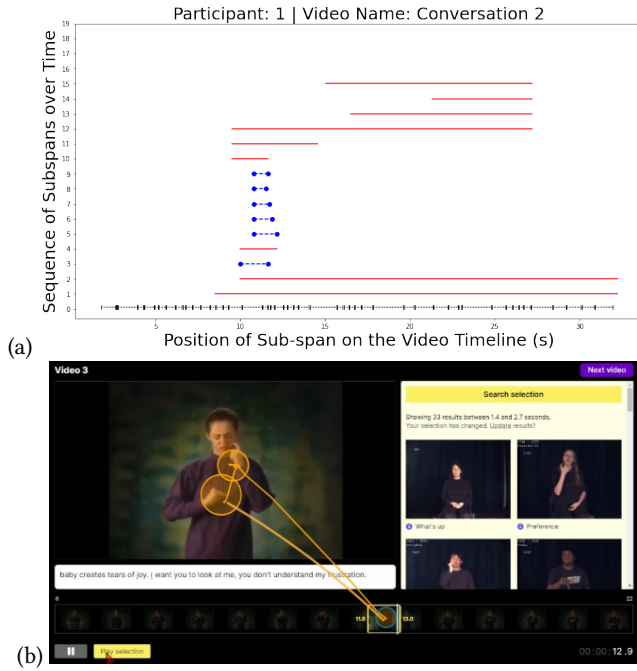 Participant: 1 | Video Name: Conversation 2
Sequence of Subspans over Time
19
18
17
16
15
14
13
12
11
10
9
8
7
6
5
4
3
2
1
0
5 10 15 20 25 30
Position of Sub-span on the Video Timeline (s)
(a)
Video 3
Next video
Search selection
Showing 33 results between 1.4 and 2.7 seconds.
Your selection has changed. Update results?
What's up
Preference
baby creates tears of joy. i want you to look at me, you don't understand my frustration.
0
22
11.8
13.0
Play selection
00:00:12.9
(b)